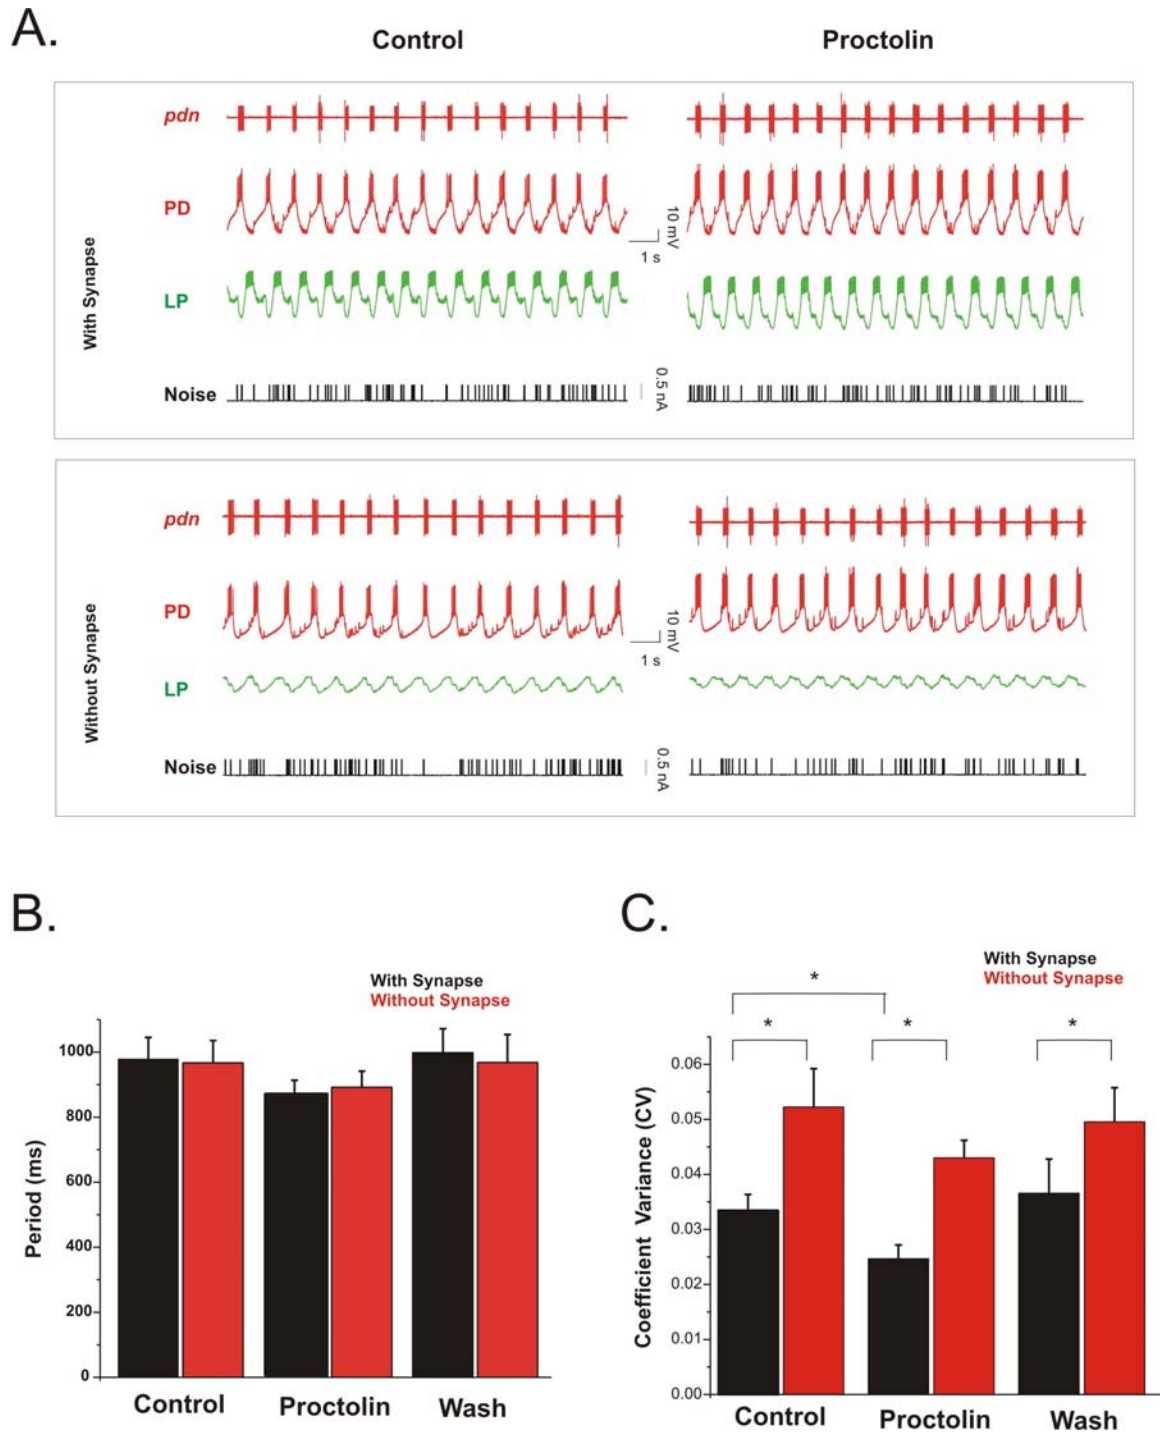 A.
Control
Proctolin
With Synapse
pdn
PD
10 mV
1 s
LP
Noise
0.5 nA
Without Synapse
pdn
PD
10 mV
1 s
LP
Noise
0.5 nA
B.
With Synapse
Without Synapse
Period (ms)
1000
800
600
400
200
0
Control Proctolin Wash
C.
With Synapse
Without Synapse
*
* * *
Coefficient Variance (CV)
0.06
0.05
0.04
0.03
0.02
0.01
0.00
Control Proctolin Wash